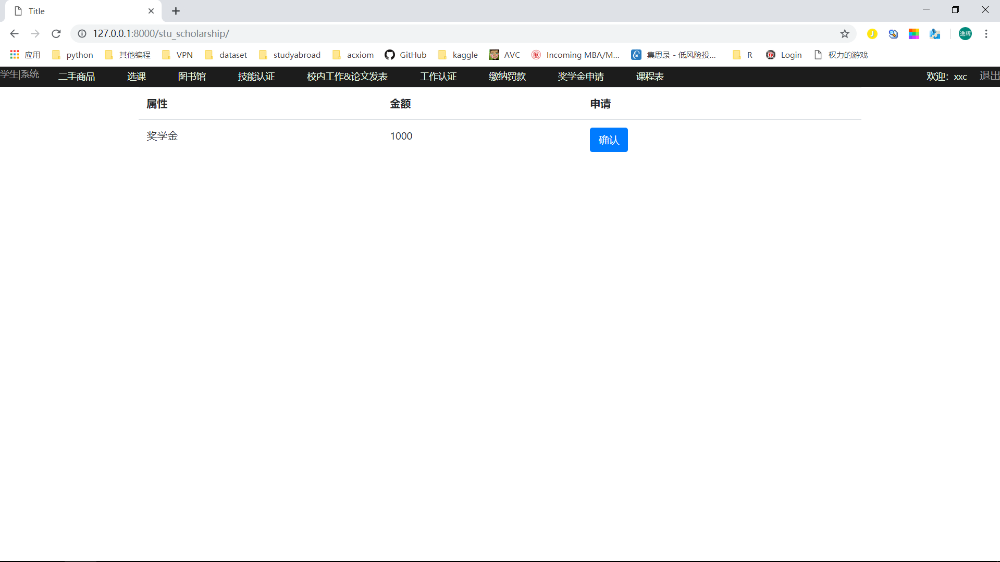 Title
127.0.0.1:8000/stu_scholarship/
逸辉
应用 python 其他编程 VPN dataset studyabroad acxiom GitHub kaggle AVC Incoming MBA/M... 集思录 - 低风险投... R Login 权力的游戏
学生|系统 二手商品 选课 图书馆 技能认证 校内工作&论文发表 工作认证 缴纳罚款 奖学金申请 课程表 欢迎：xxc 退出
属性 金额 申请
奖学金 1000 确认